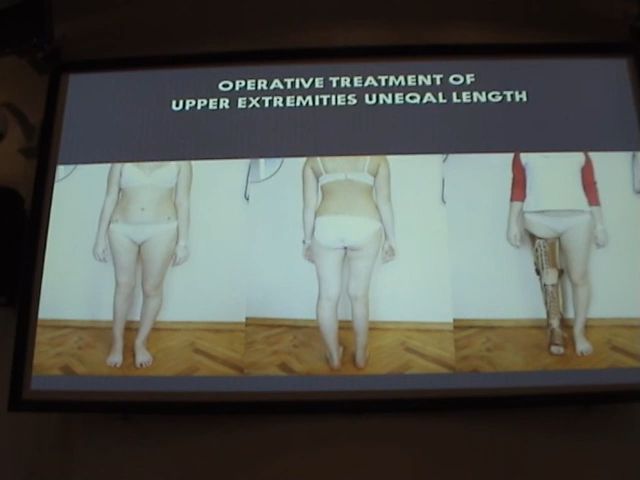 OPERATIVE TREATMENT OF
UPPER EXTREMITIES UNEQAL LENGTH